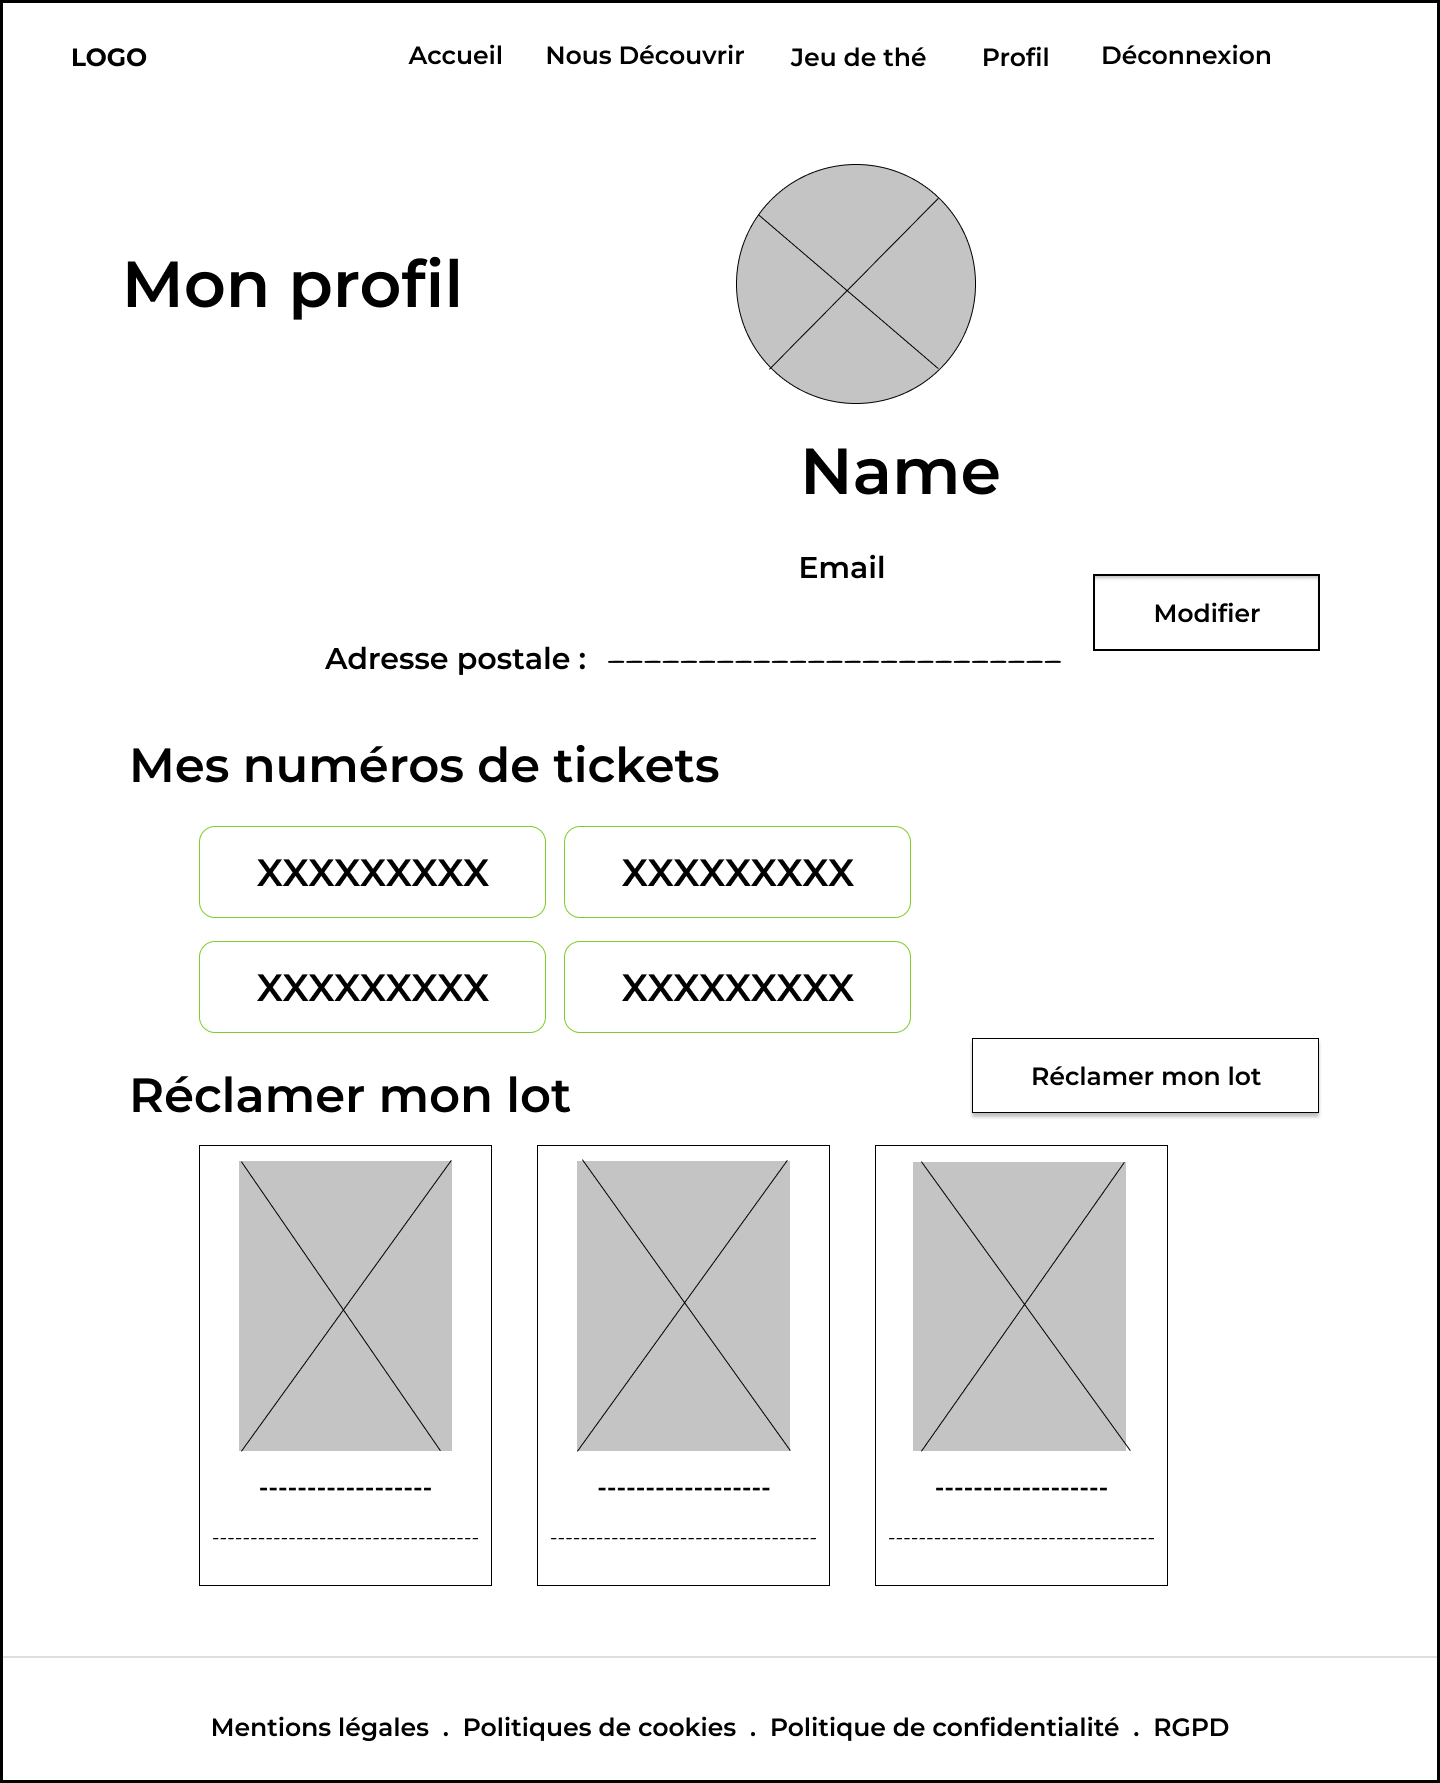 LOGO Accueil Nous Découvrir Jeu de thé Profil Déconnexion
Mon profil
Name
Email
Modifier
Adresse postale : _________________________
Mes numéros de tickets
XXXXXXXXX XXXXXXXXX
XXXXXXXXX XXXXXXXXX
Réclamer mon lot
Réclamer mon lot
------------------ ------------------ ------------------
----------------------------------- ----------------------------------- -----------------------------------
Mentions légales . Politiques de cookies . Politique de confidentialité . RGPD